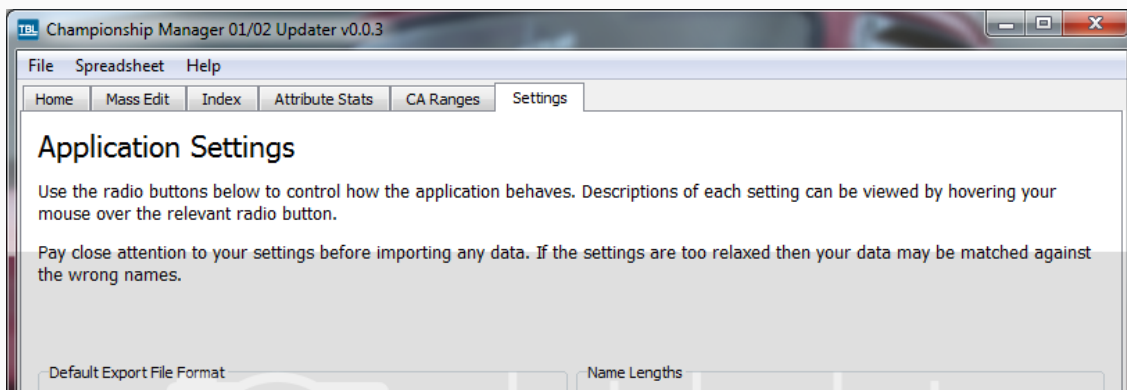 TBL Championship Manager 01/02 Updater v0.0.3
File Spreadsheet Help
Home Mass Edit Index Attribute Stats CA Ranges Settings
Application Settings
Use the radio buttons below to control how the application behaves. Descriptions of each setting can be viewed by hovering your
mouse over the relevant radio button.
Pay close attention to your settings before importing any data. If the settings are too relaxed then your data may be matched against
the wrong names.
Default Export File Format Name Lengths